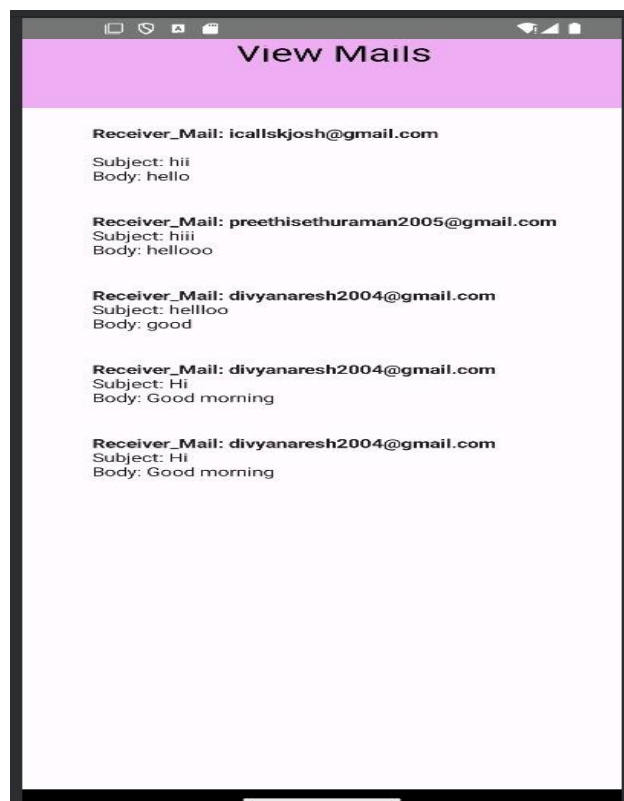 View Mails
Receiver_Mail: icallskjosh@gmail.com
Subject: hii
Body: hello
Receiver_Mail: preethisethuraman2005@gmail.com
Subject: hiii
Body: hellooo
Receiver_Mail: divyanaresh2004@gmail.com
Subject: hellloo
Body: good
Receiver_Mail: divyanaresh2004@gmail.com
Subject: Hi
Body: Good morning
Receiver_Mail: divyanaresh2004@gmail.com
Subject: Hi
Body: Good morning